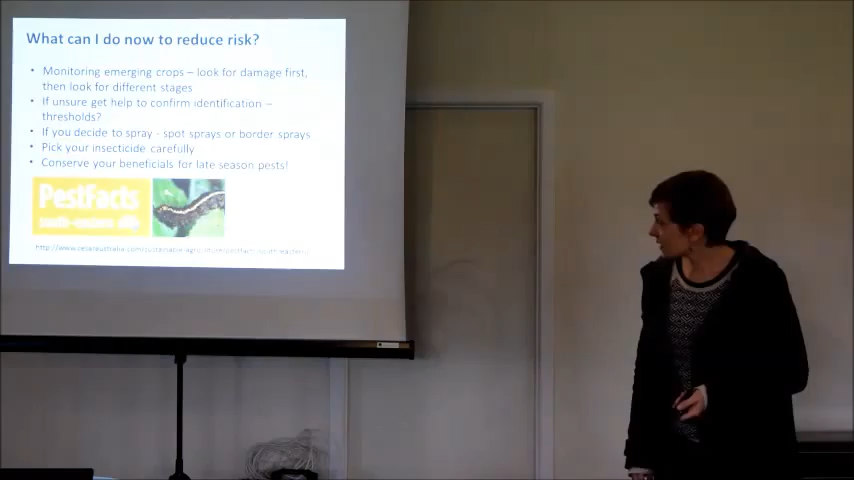 What can I do now to reduce risk?
• Monitoring emerging crops – look for damage first,
then look for different stages
• If unsure get help to confirm identification –
thresholds?
• If you decide to spray - spot sprays or border sprays
• Pick your insecticide carefully
• Conserve your beneficials for late season pests!
PestFacts
south-eastern